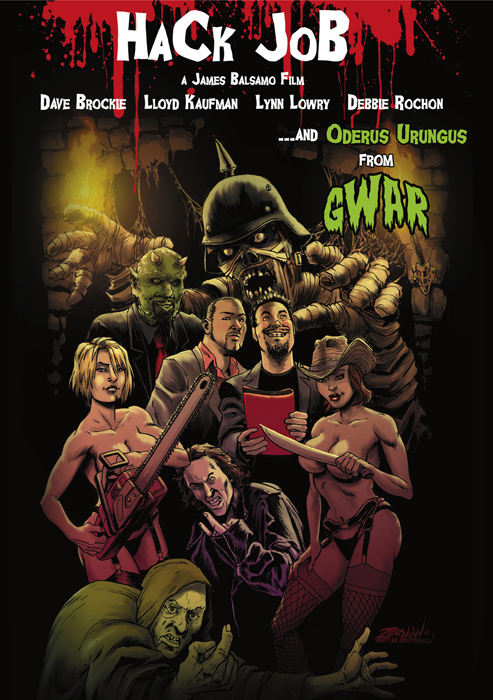 HACK JOB
A JAMES BALSAMO FILM
DAVE BROCKIE LLOYD KAUFMAN LYNN LOWRY DEBBIE ROCHON
...AND ODERUS URUNGUS
FROM
GWAR